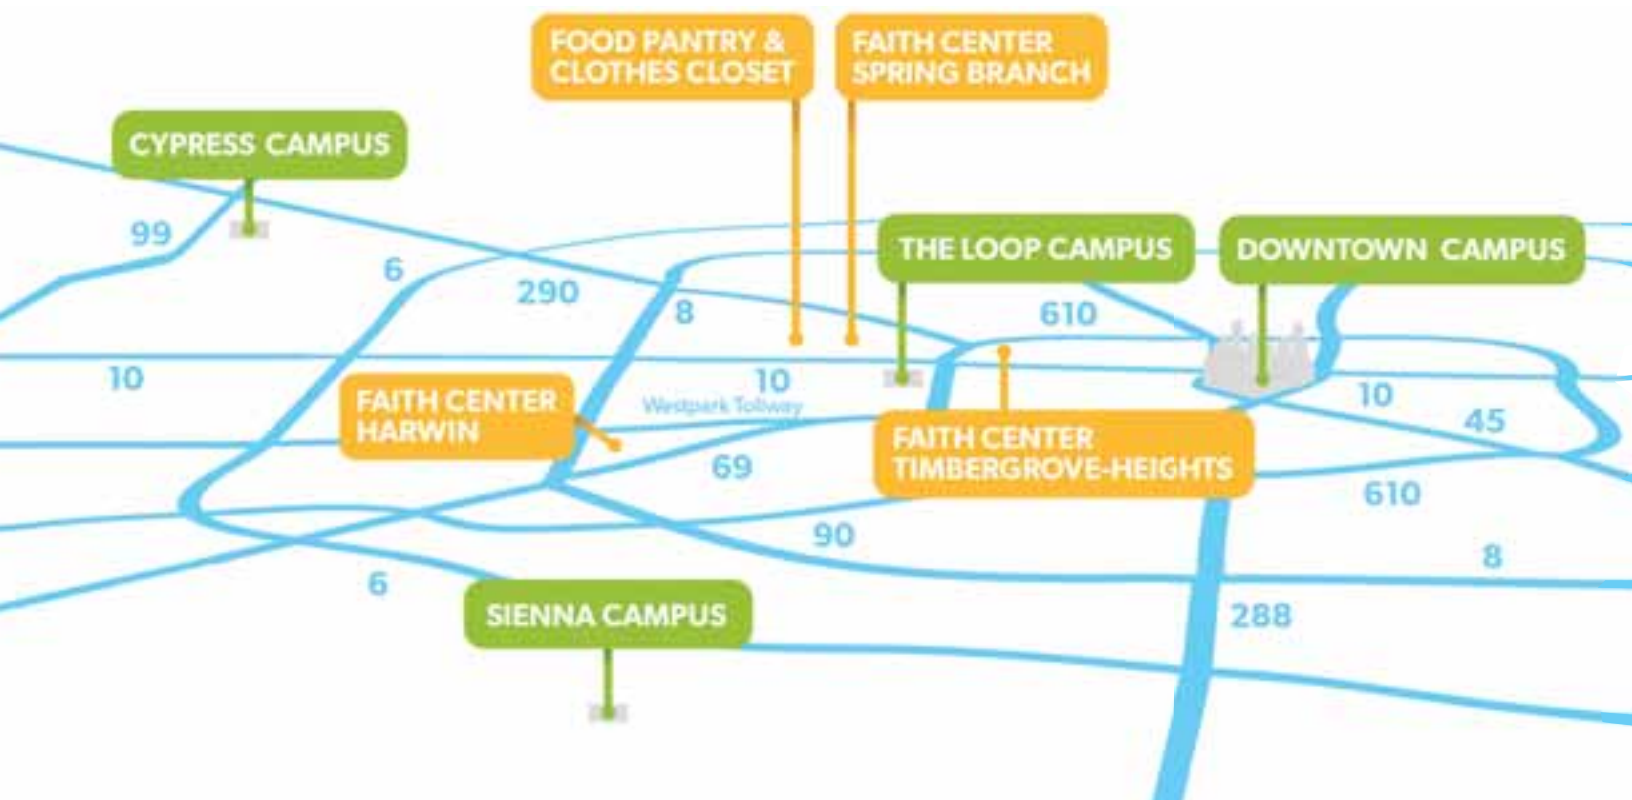 FOOD PANTRY &
CLOTHES CLOSET
FAITH CENTER
SPRING BRANCH
CYPRESS CAMPUS
99
6
290
8
THE LOOP CAMPUS
DOWNTOWN CAMPUS
610
10
10
10
Westpark Tollway
FAITH CENTER
HARWIN
45
FAITH CENTER
TIMBERGROVE-HEIGHTS
69
610
90
8
6
SIENNA CAMPUS
288